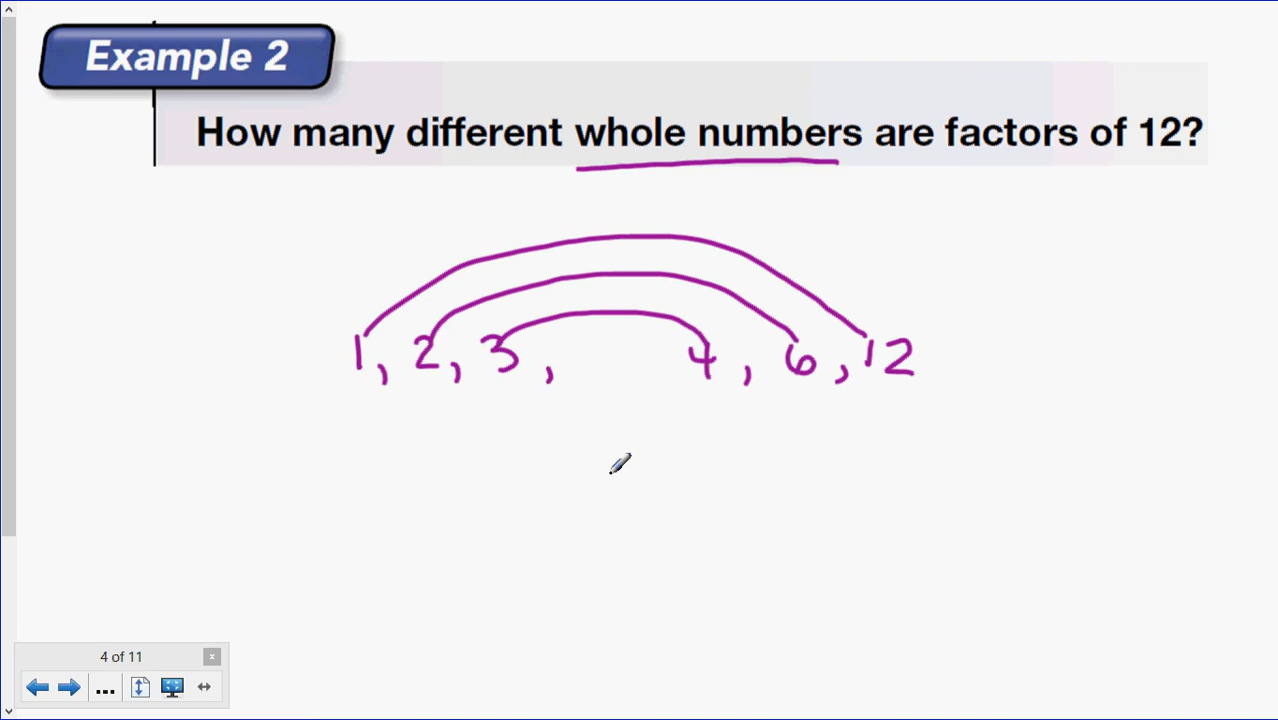 Example 2
How many different whole numbers are factors of 12?
1, 2, 3, 4, 6, 12
4 of 11